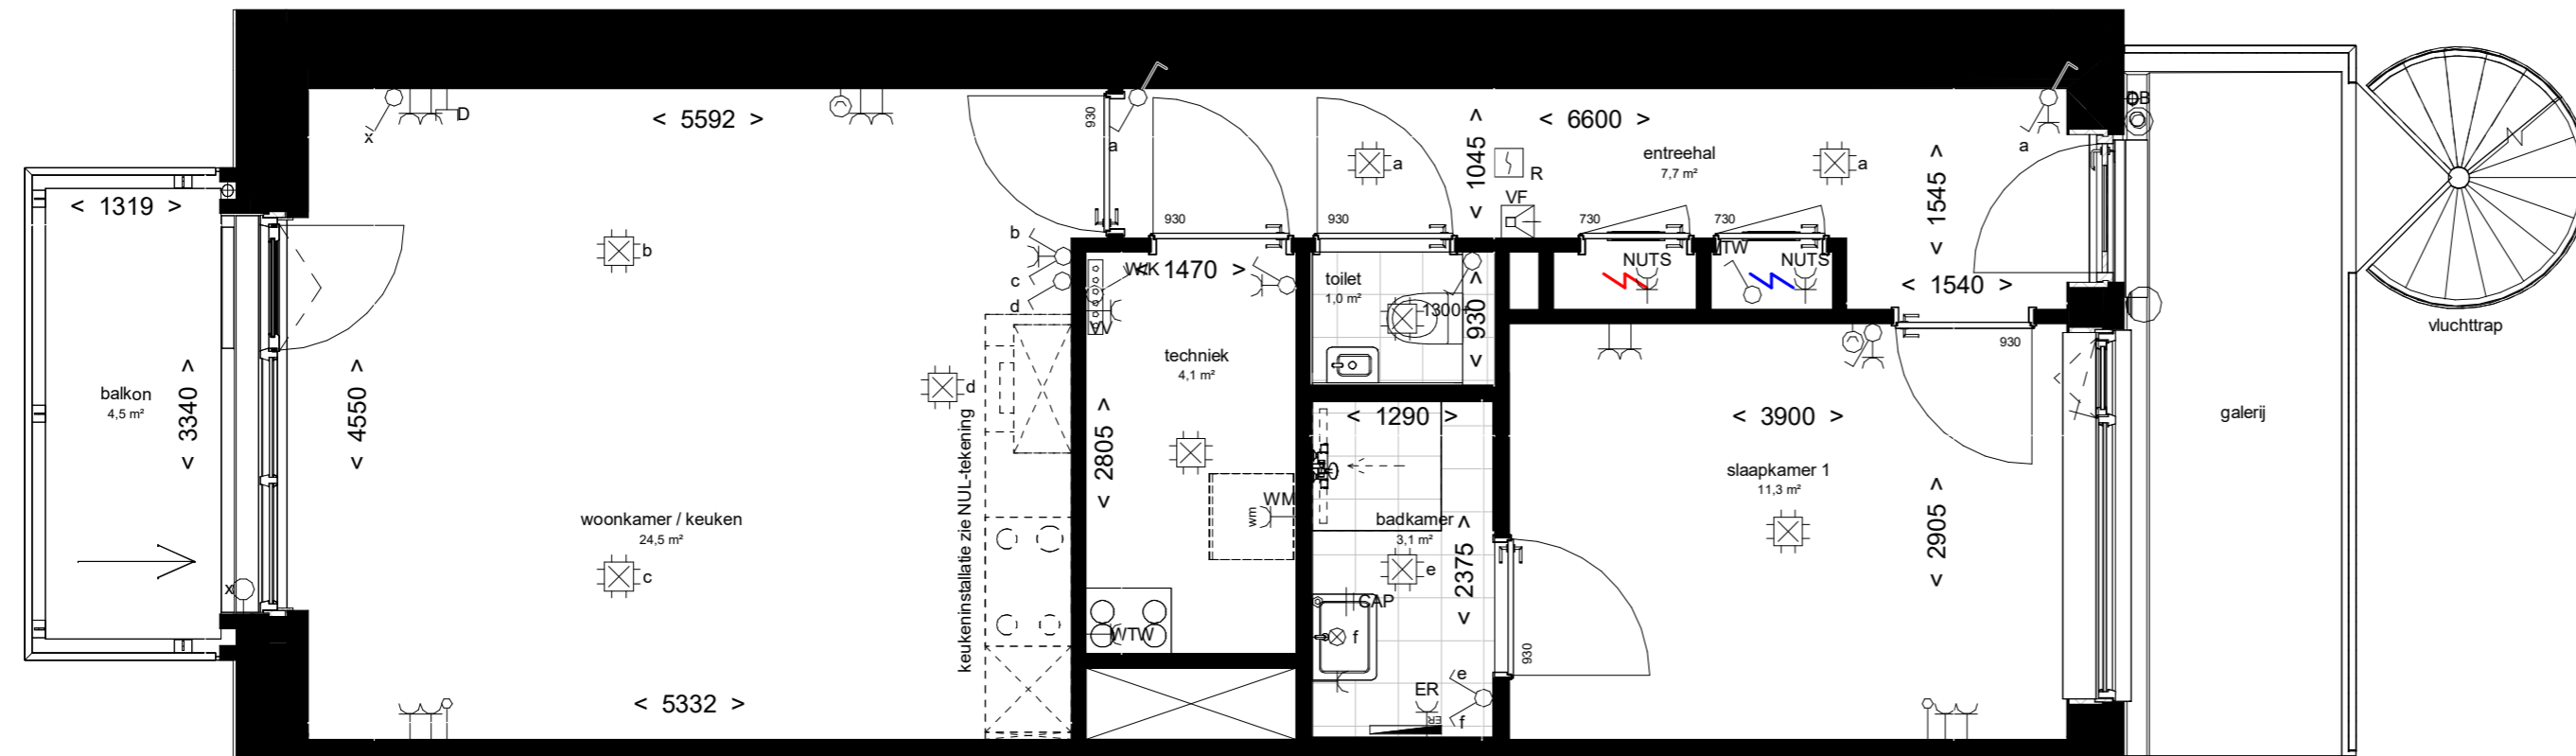 < 5592 >
< 6600 >
D
x
930
a
a
< 1045 >
R
VF
entreehal
7,7 m²
a
< 1545 >
a
DB
< 1319 >
b
b
c
d
930
930
730
730
WK
< 1470 >
toilet
1,0 m²
1300+
< 930 >
NUTS
NUTS
< 1540 >
930
vluchttrap
balkon
4,5 m²
< 3340 >
< 4550 >
d
keukeninstallatie zie NUL-tekening
techniek
4,1 m²
< 2805 >
< 1290 >
< 3900 >
galerij
slaapkamer 1
11,3 m²
< 2905 >
woonkamer / keuken
24,5 m²
c
x
WM
wm
badkamer
3,1 m²
e
< 2375 >
CAP
f
WTW
930
e
ER
f
ER
< 5332 >